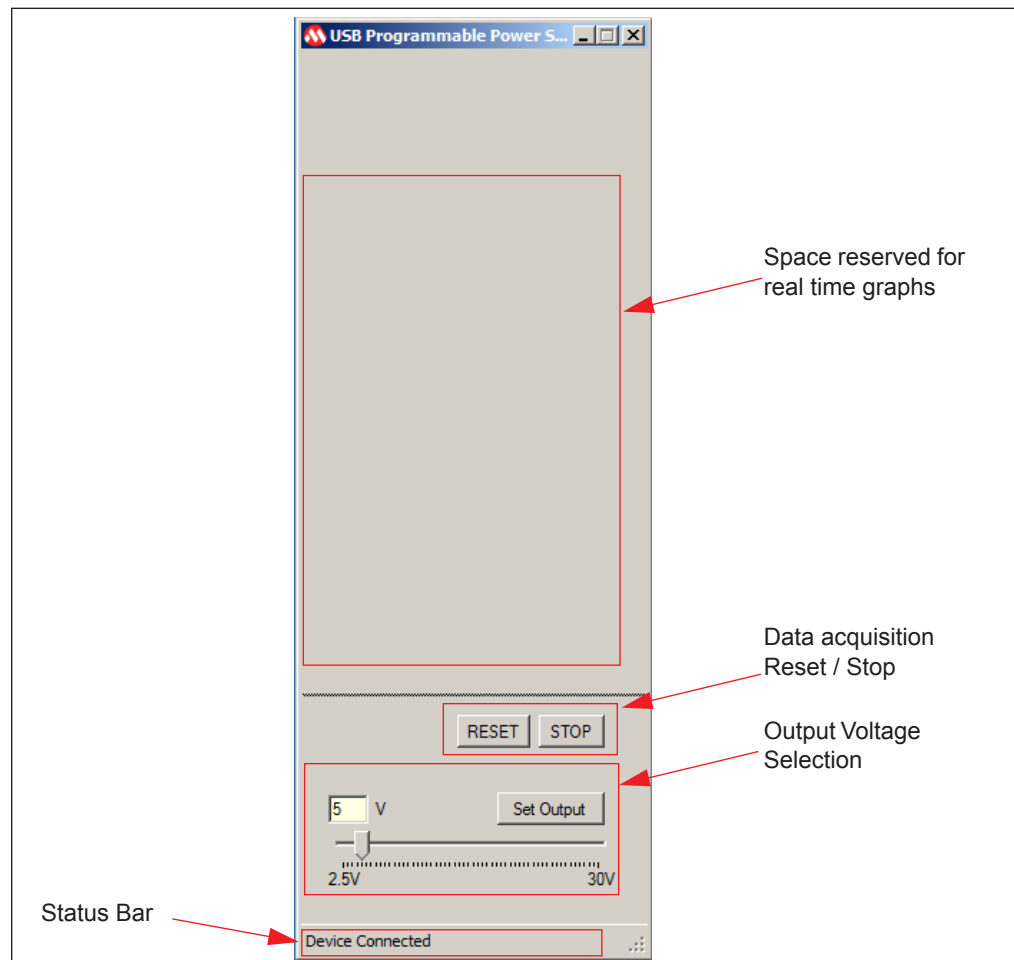 USB Programmable Power S...
Space reserved for
real time graphs
Data acquisition
Reset / Stop
RESET STOP
Output Voltage
Selection
5 V Set Output
2.5V 30V
Status Bar
Device Connected